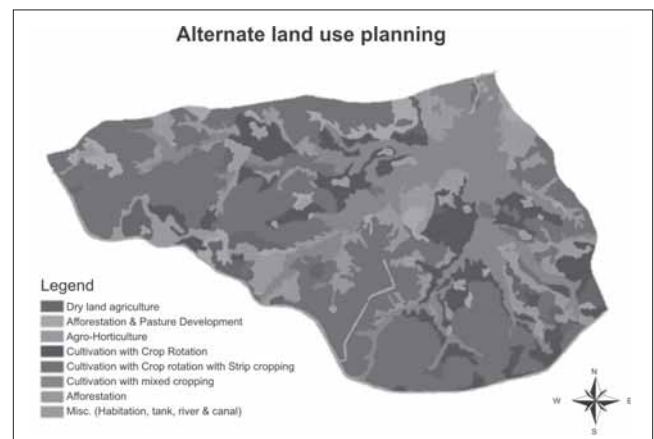 Alternate land use planning
Legend
Dry land agriculture
Afforestation & Pasture Development
Agro-Horticulture
Cultivation with Crop Rotation
Cultivation with Crop rotation with Strip cropping
Cultivation with mixed cropping
Afforestation
Misc. (Habitation, tank, river & canal)
N
W E
S